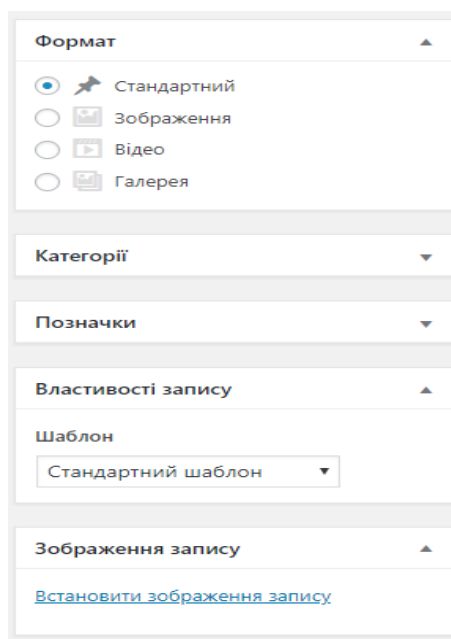 Формат
Стандартний
Зображення
Відео
Галерея
Категорії
Позначки
Властивості запису
Шаблон
Стандартний шаблон
Зображення запису
Встановити зображення запису